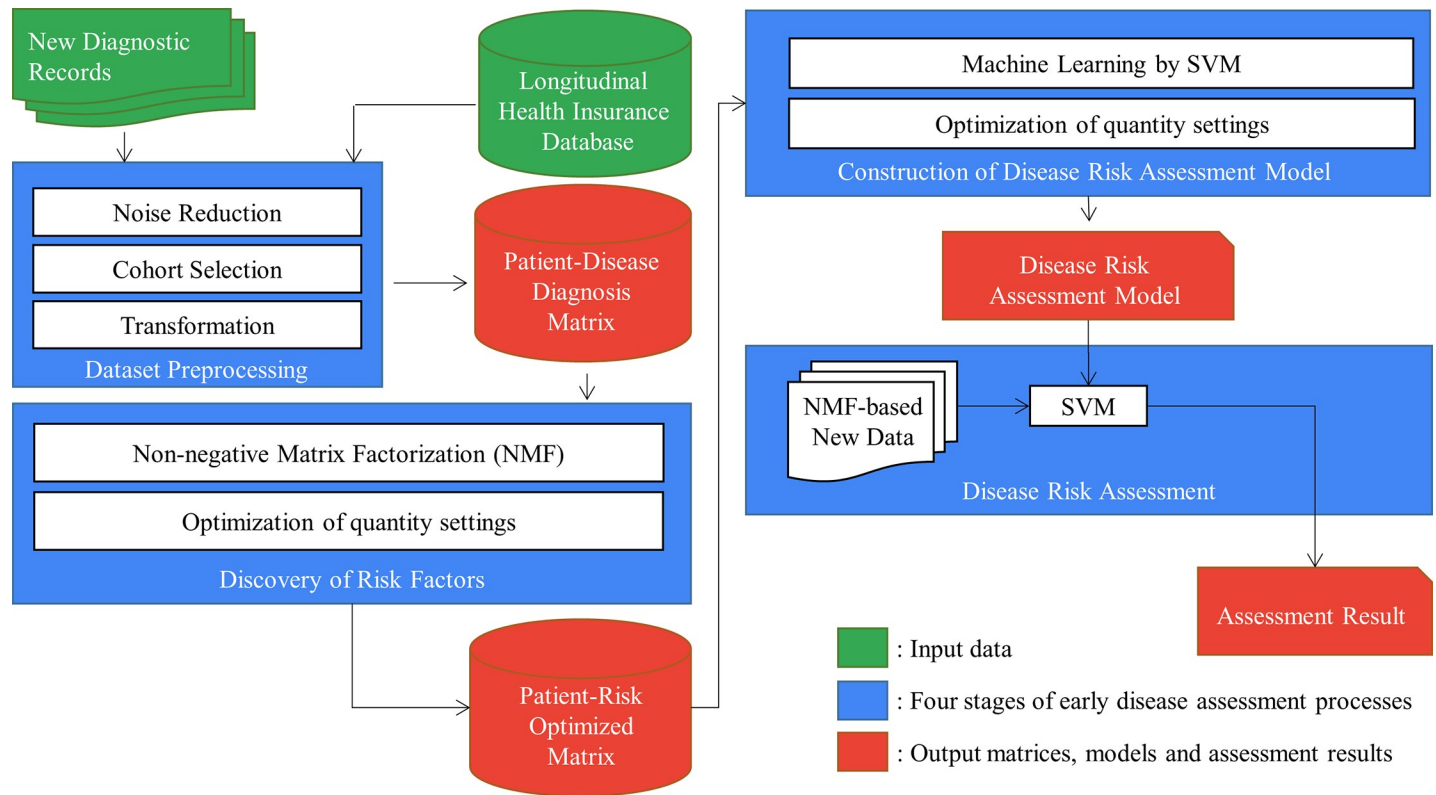 New Diagnostic
Records
Longitudinal
Health Insurance
Database
Noise Reduction
Cohort Selection
Transformation
Dataset Preprocessing
Patient-Disease
Diagnosis
Matrix
Non-negative Matrix Factorization (NMF)
Optimization of quantity settings
Discovery of Risk Factors
Patient-Risk
Optimized
Matrix
Machine Learning by SVM
Optimization of quantity settings
Construction of Disease Risk Assessment Model
Disease Risk
Assessment Model
NMF-based
New Data
SVM
Disease Risk Assessment
Assessment Result
: Input data
: Four stages of early disease assessment processes
: Output matrices, models and assessment results